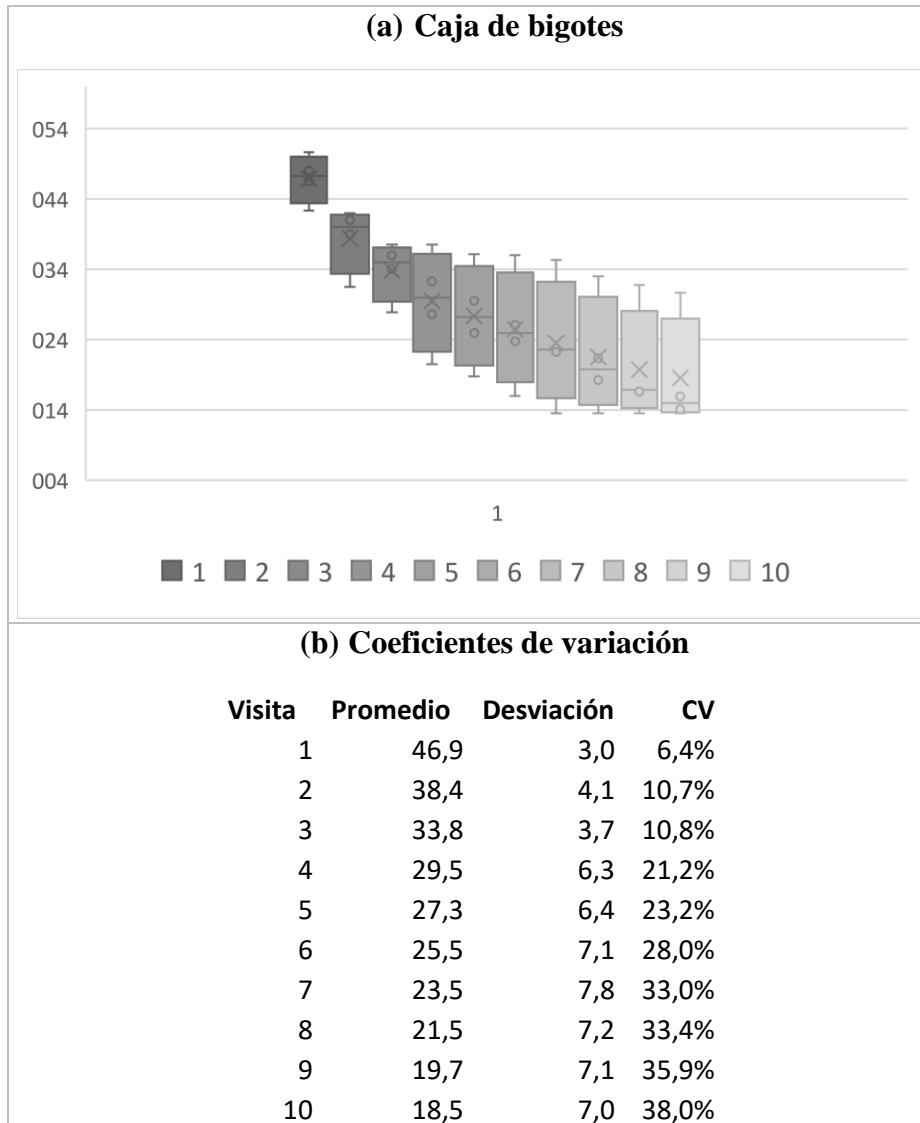 (a) Caja de bigotes
054
044
034
024
014
004
1
1 2 3 4 5 6 7 8 9 10
(b) Coeficientes de variación
Visita Promedio Desviación CV
1 46,9 3,0 6,4%
2 38,4 4,1 10,7%
3 33,8 3,7 10,8%
4 29,5 6,3 21,2%
5 27,3 6,4 23,2%
6 25,5 7,1 28,0%
7 23,5 7,8 33,0%
8 21,5 7,2 33,4%
9 19,7 7,1 35,9%
10 18,5 7,0 38,0%